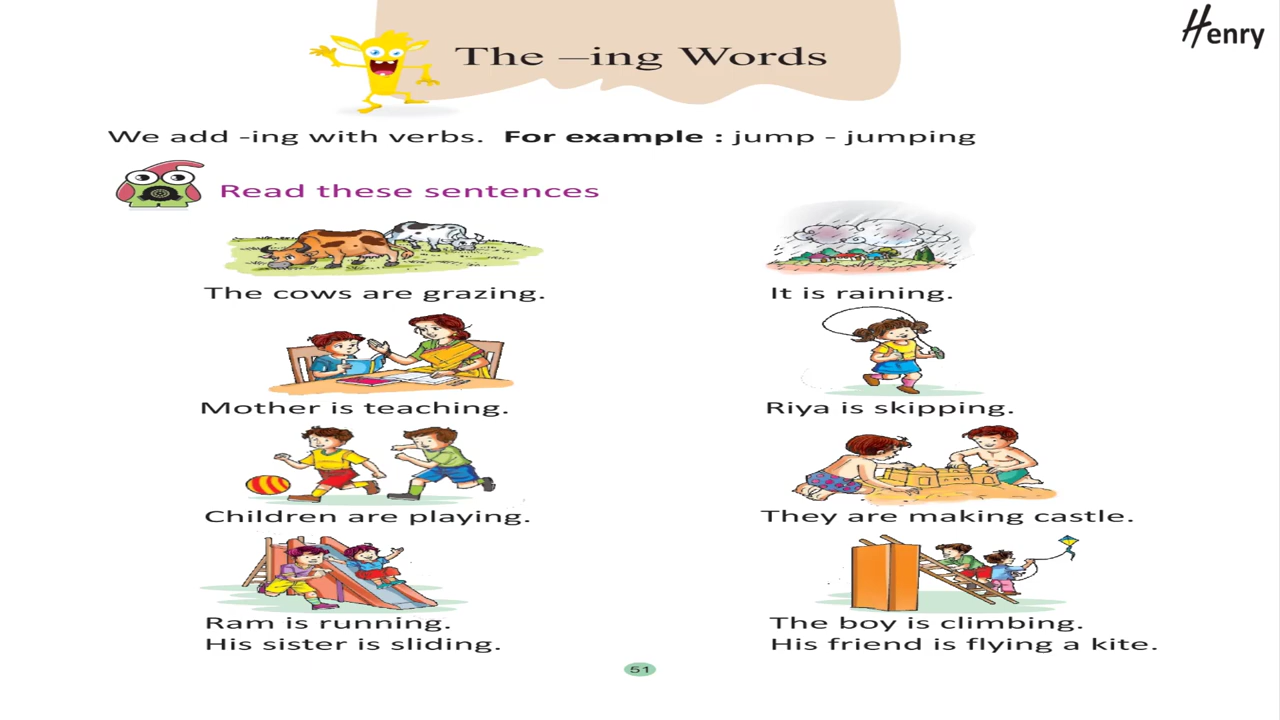 Henry
The –ing Words
We add -ing with verbs. For example : jump - jumping
Read these sentences
The cows are grazing.
It is raining.
Mother is teaching.
Riya is skipping.
Children are playing.
They are making castle.
Ram is running.
His sister is sliding.
The boy is climbing.
His friend is flying a kite.
51